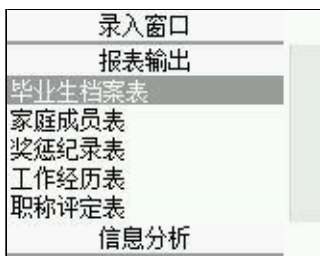 录入窗口
报表输出
毕业生档案表
家庭成员表
奖惩纪录表
工作经历表
职称评定表
信息分析